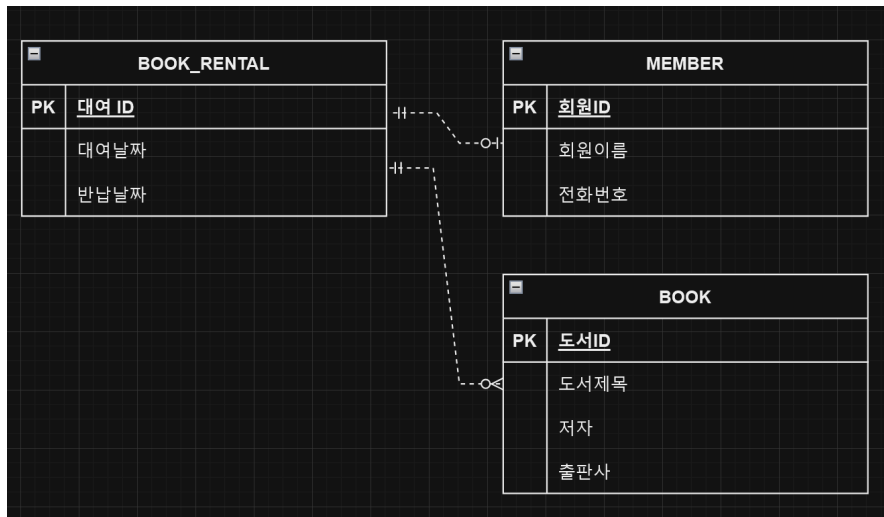 BOOK_RENTAL
PK 대여 ID
대여날짜
반납날짜
MEMBER
PK 회원ID
회원이름
전화번호
BOOK
PK 도서ID
도서제목
저자
출판사